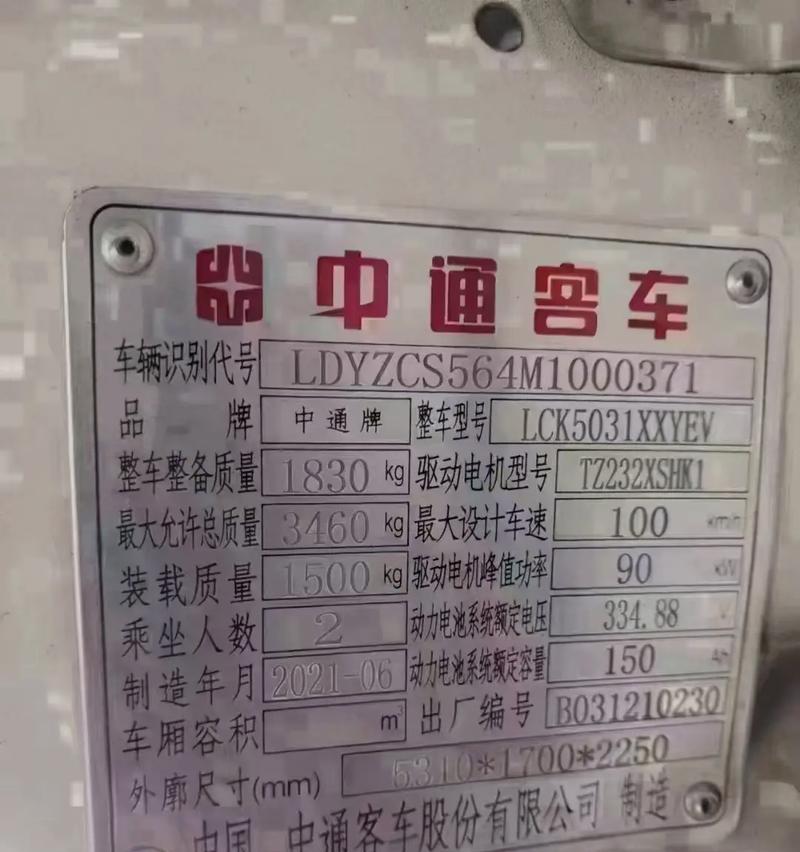 中通客车
车辆识别代号 LDYZCS564M1000371
品牌 中通牌 整车型号 LCK5031XXYEV
整车整备质量 1830 kg 驱动电机型号 TZ232XSHK1
最大允许总质量 3460 kg 最大设计车速 100 km/h
装载质量 1500 kg 驱动电机峰值功率 90 kW
乘坐人数 2 动力电池系统额定电压 334.88 V
制造年月 2021-06 动力电池系统额定容量 150 Ah
车厢容积 m³ 出厂编号 B031210230
外廓尺寸(mm) 5310*1700*2250
中国 中通客车股份有限公司 制造